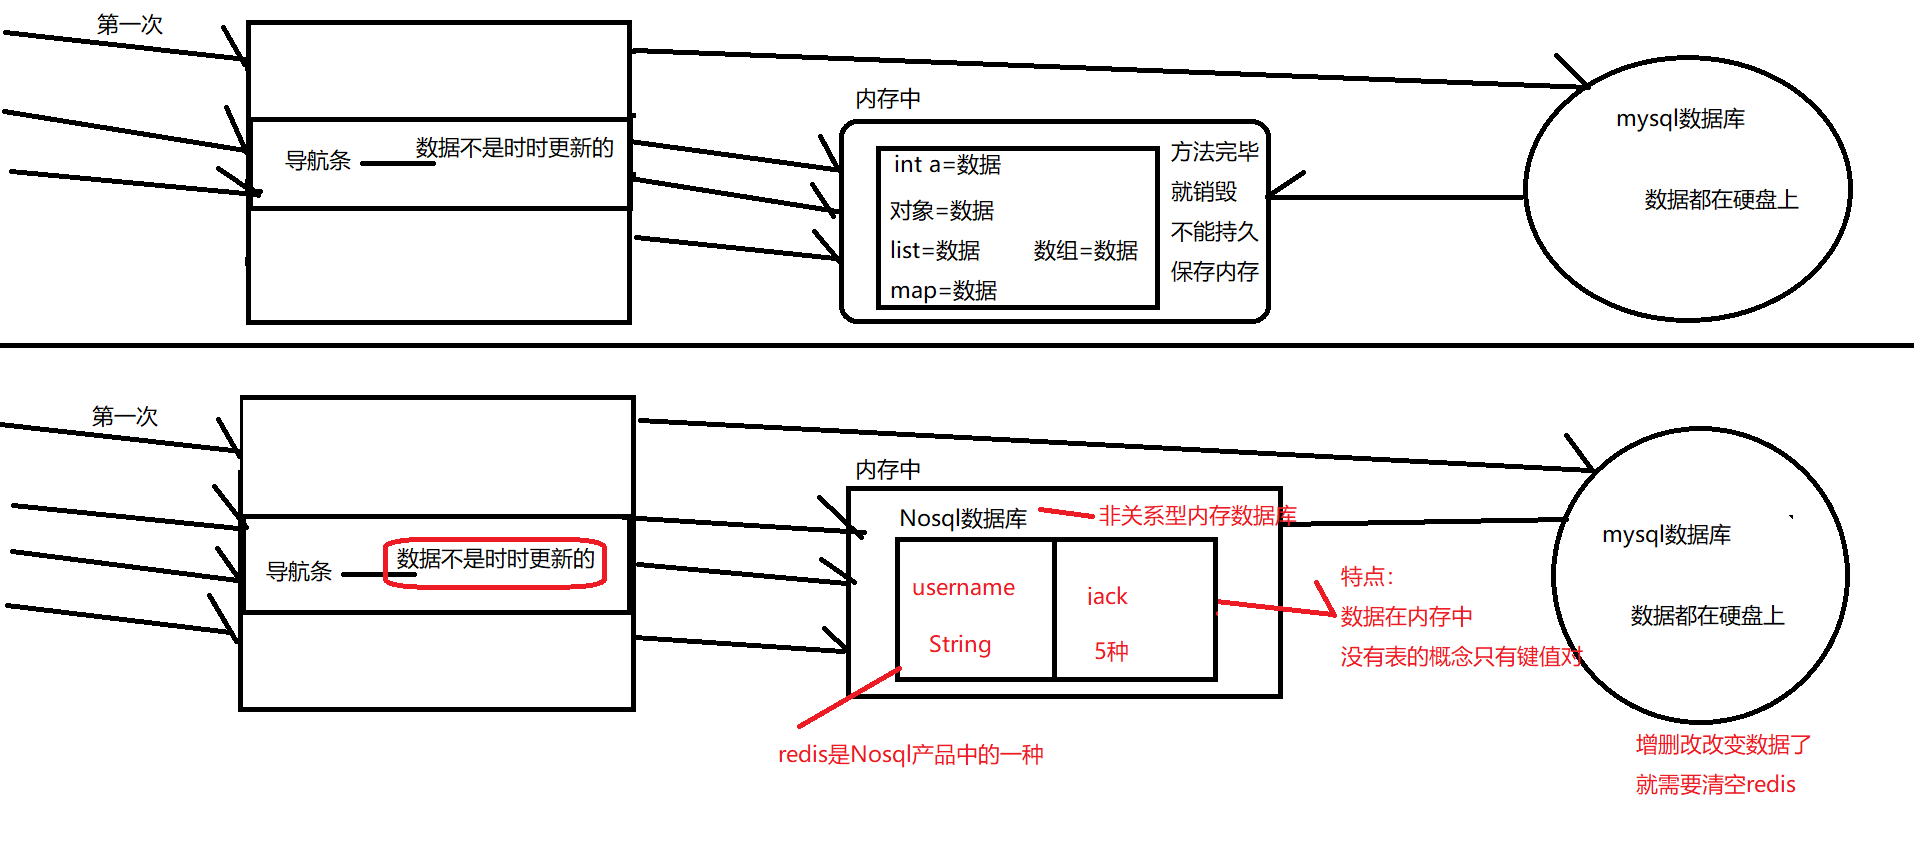 第一次
内存中
导航条
数据不是时时更新的
int a=数据
对象=数据
list=数据
数组=数据
map=数据
方法完毕
就销毁
不能持久
保存内存
mysql数据库
数据都在硬盘上
第一次
内存中
导航条
数据不是时时更新的
Nosql数据库
非关系型内存数据库
username
jack
String
5种
特点：
数据在内存中
没有表的概念只有键值对
mysql数据库
数据都在硬盘上
redis是Nosql产品中的一种
增删改改变数据了
就需要清空redis